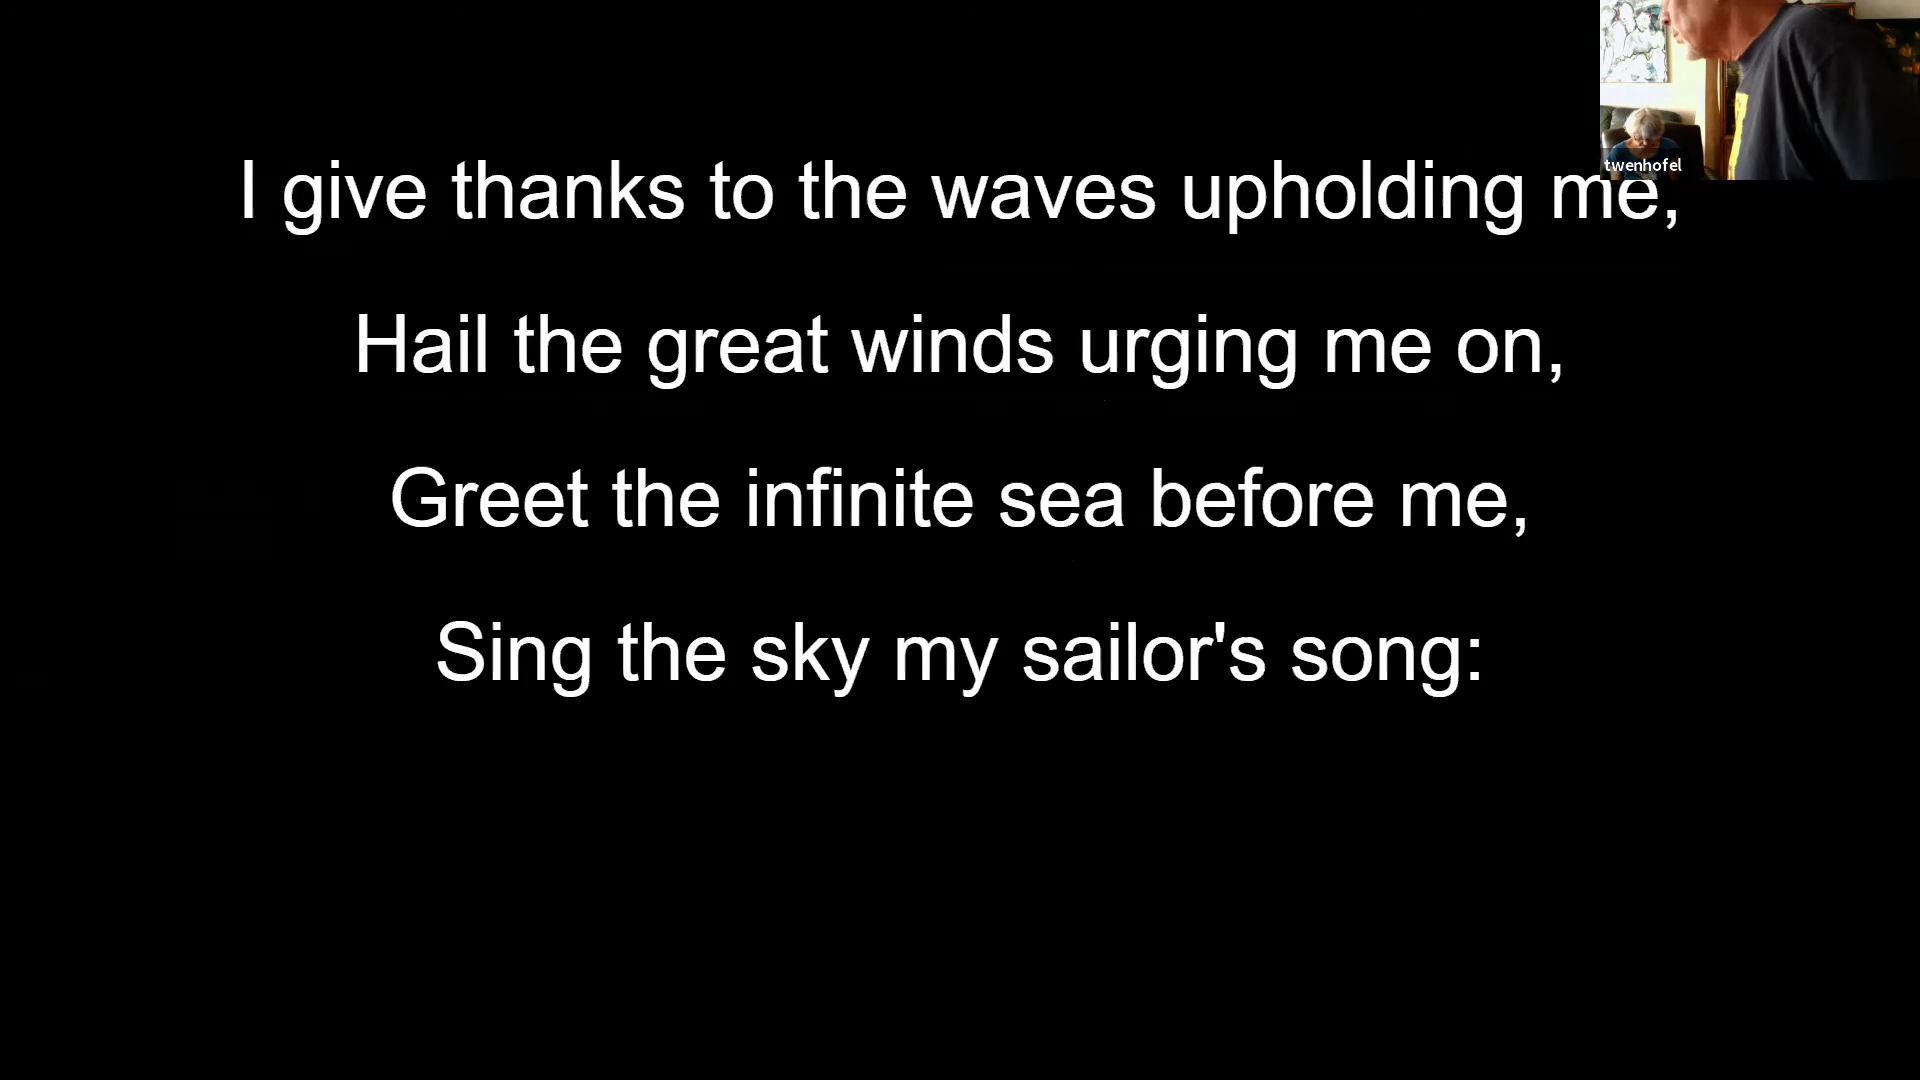 I give thanks to the waves upholding me,
Hail the great winds urging me on,
Greet the infinite sea before me,
Sing the sky my sailor's song:
twenhofel